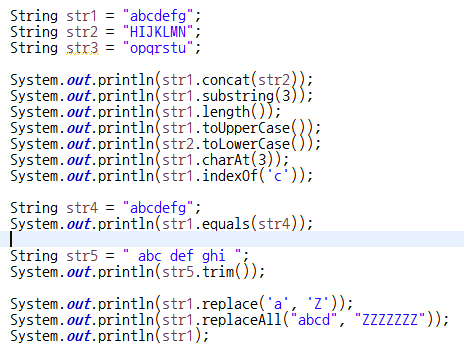 String str1 = "abcdefg";
String str2 = "HIJKLMN";
String str3 = "opqrstu";
System.out.println(str1.concat(str2));
System.out.println(str1.substring(3));
System.out.println(str1.length());
System.out.println(str1.toUpperCase());
System.out.println(str2.toLowerCase());
System.out.println(str1.charAt(3));
System.out.println(str1.indexOf('c'));
String str4 = "abcdefg";
System.out.println(str1.equals(str4));
String str5 = " abc def ghi ";
System.out.println(str5.trim());
System.out.println(str1.replace('a', 'Z'));
System.out.println(str1.replaceAll("abcd", "ZZZZZZZ"));
System.out.println(str1);